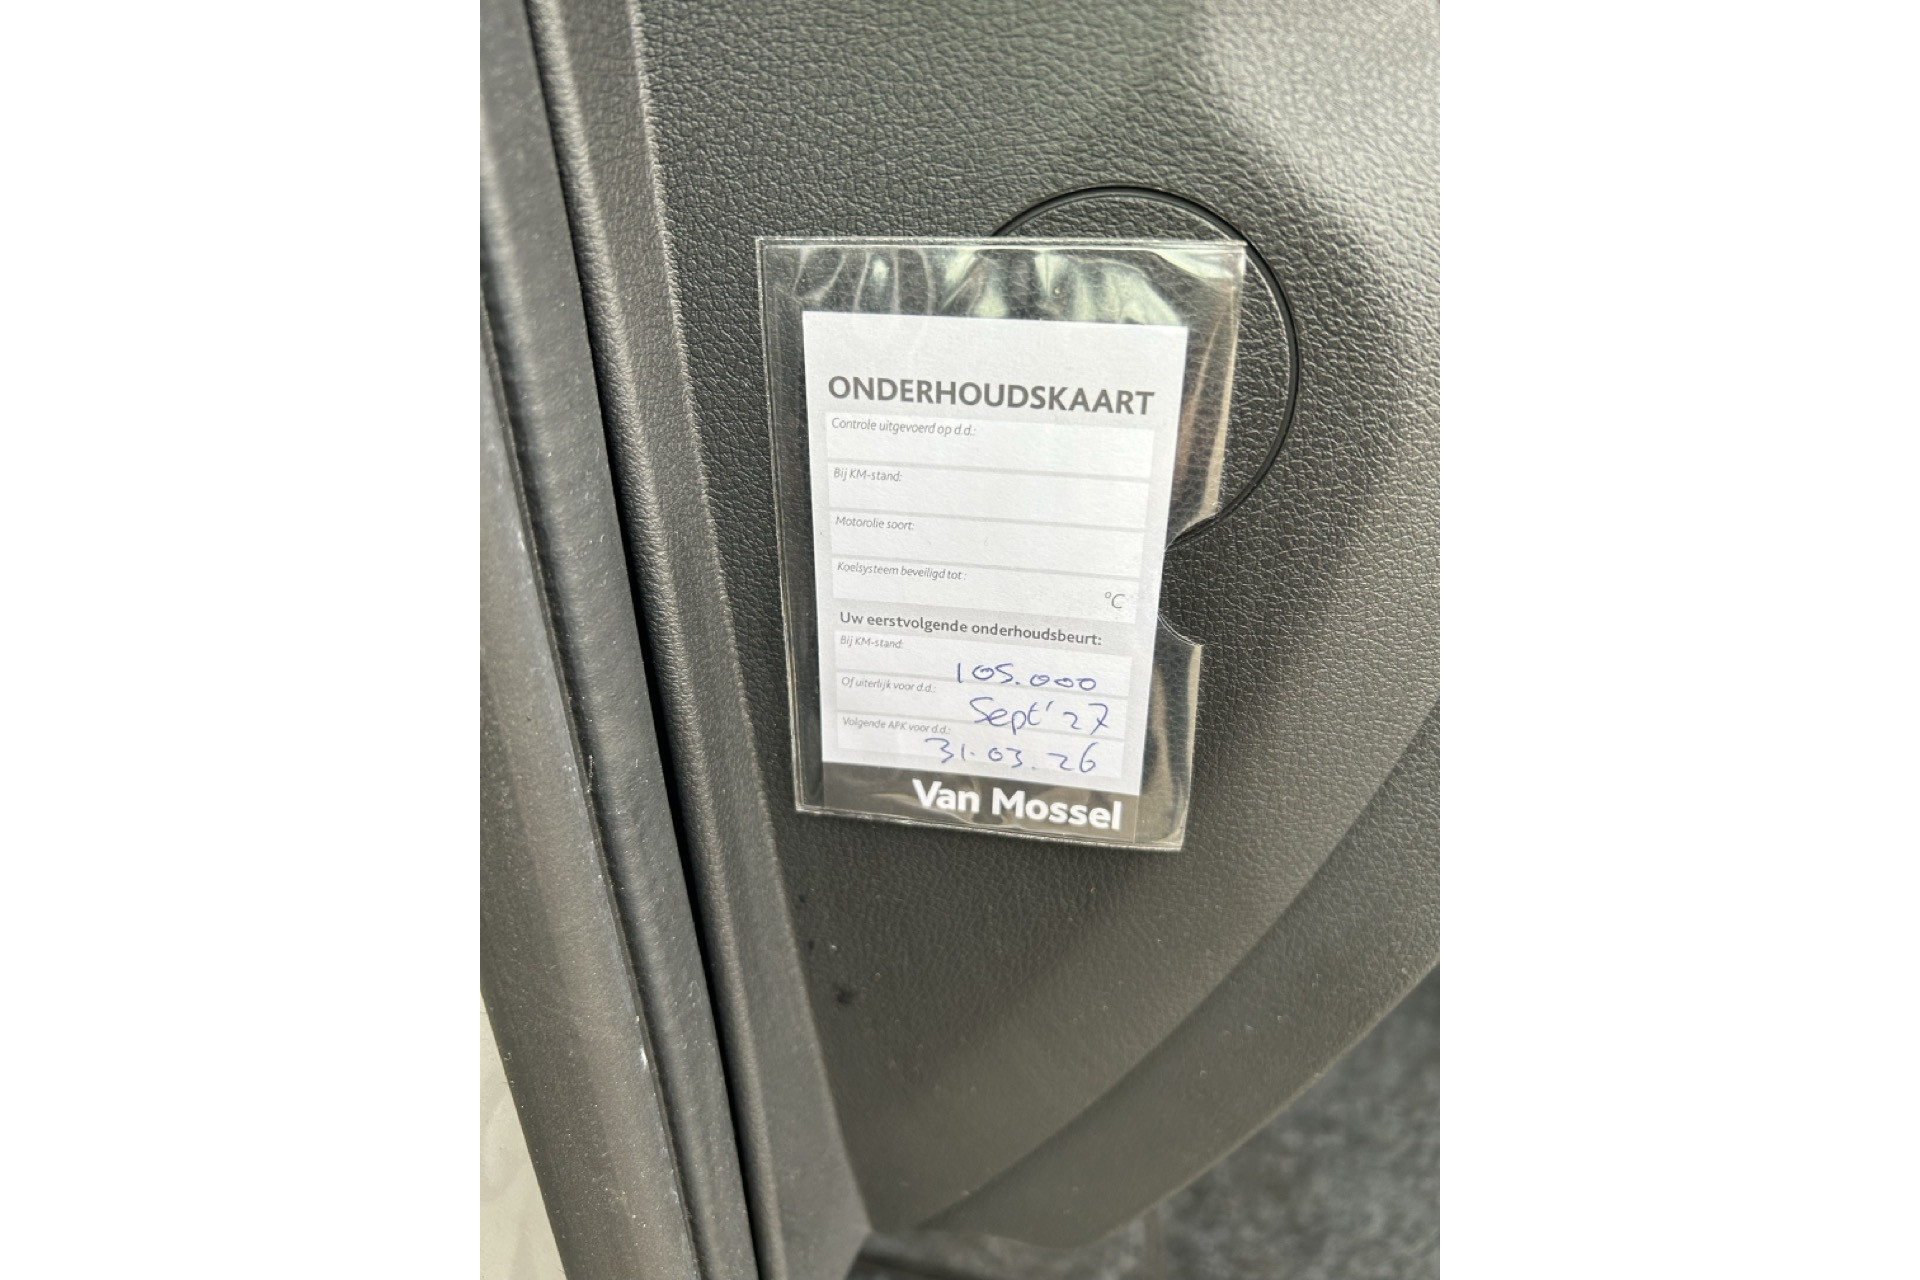 ONDERHOUDSKAART
Controle uitgevoerd op d.d.:
Bij KM-stand:
Motorolie soort:
Koelsysteem beveiligd tot:
°C
Uw eerstvolgende onderhoudsbeurt:
Bij KM-stand:
105.000
Of uiterlijk voor d.d.:
Sept' 27
Volgende APK voor d.d.:
31.03.26
Van Mossel